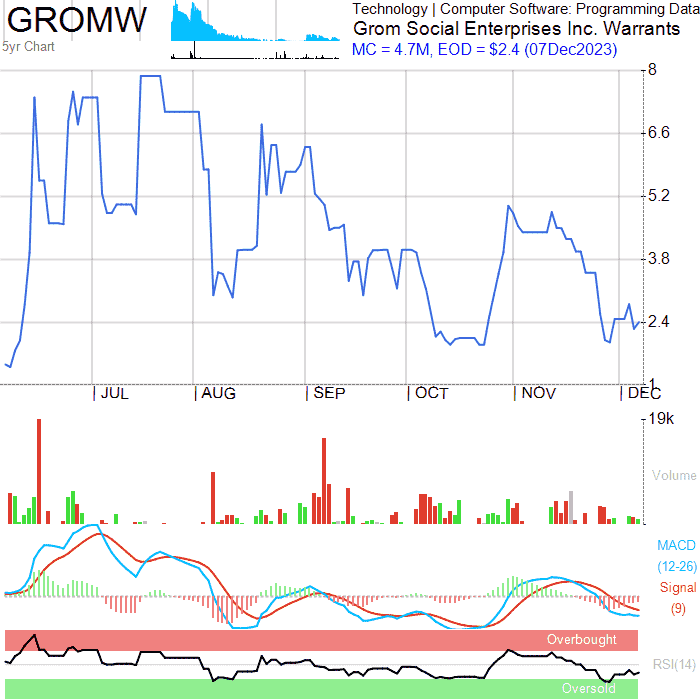 GROMW
5yr Chart
Technology | Computer Software: Programming Data
Grom Social Enterprises Inc. Warrants
MC = 4.7M, EOD = $2.4 (07Dec2023)
8
6.6
5.2
3.8
2.4
1
JUL AUG SEP OCT NOV DEC
19k
Volume
MACD
(12-26)
Signal
(9)
Overbought
RSI(14)
Oversold